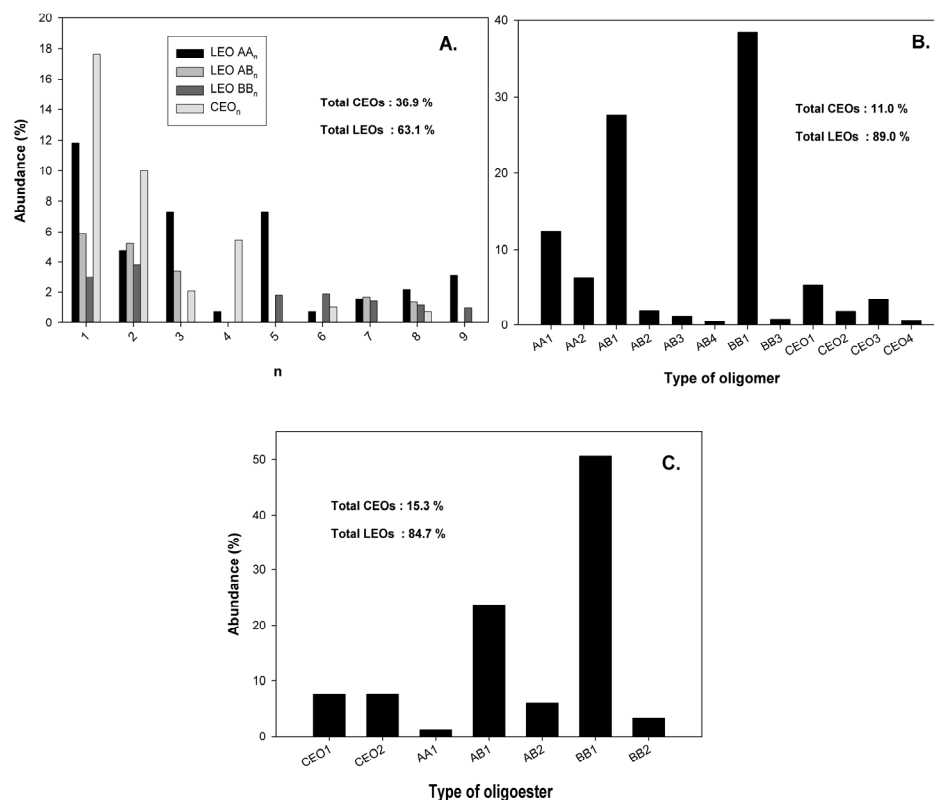 20
18
16
14
12
10
8
6
4
2
0
Abundance (%)
LEO AAn
LEO ABn
LEO BBn
CEOn
A.
Total CEOs : 36.9 %
Total LEOs : 63.1 %
1 2 3 4 5 6 7 8 9
n
40
30
20
10
0
B.
Total CEOs : 11.0 %
Total LEOs : 89.0 %
AA1 AA2 AB1 AB2 AB3 AB4 BB1 BB3 CEO1 CEO2 CEO3 CEO4
Type of oligomer
50
40
30
20
10
0
Abundance (%)
C.
Total CEOs : 15.3 %
Total LEOs : 84.7 %
CEO1 CEO2 AA1 AB1 AB2 BB1 BB2
Type of oligoester